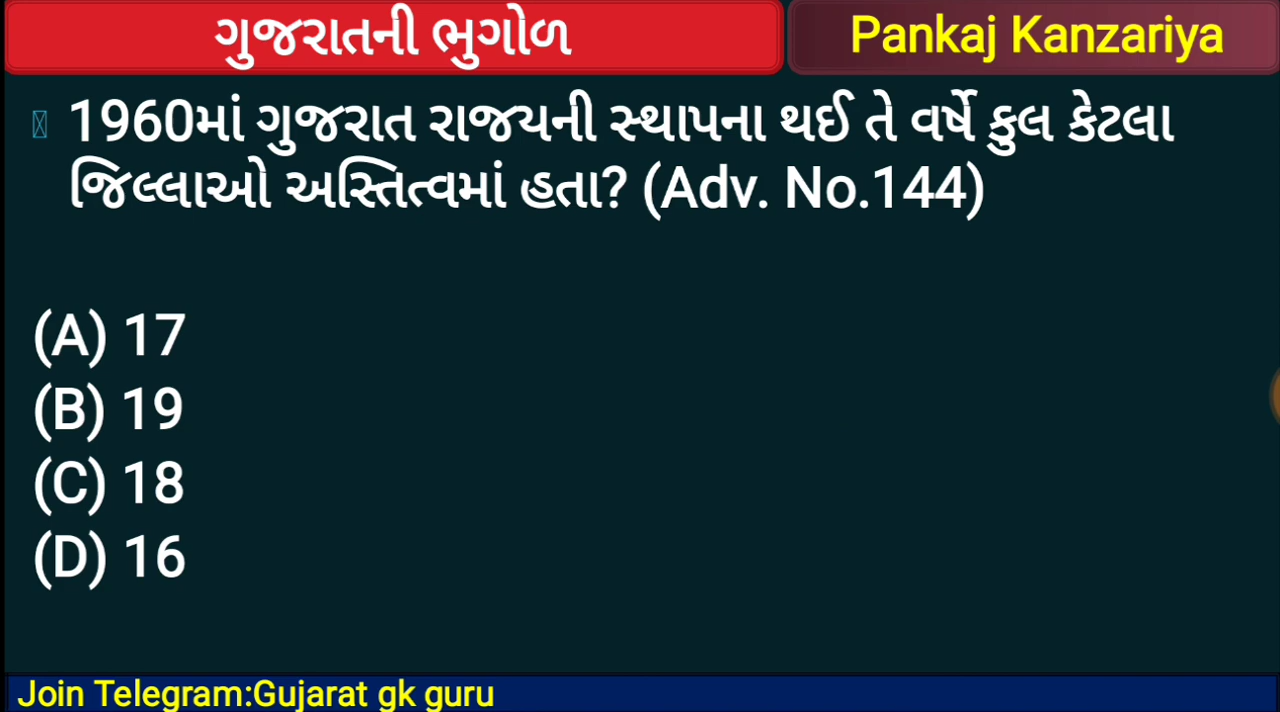 ગુજરાતની ભુગોળ
Pankaj Kanzariya
1960માં ગુજરાત રાજ્યની સ્થાપના થઈ તે વર્ષે કુલ કેટલા
જિલ્લાઓ અસ્તિત્વમાં હતા? (Adv. No.144)
(A) 17
(B) 19
(C) 18
(D) 16
Join Telegram:Gujarat gk guru